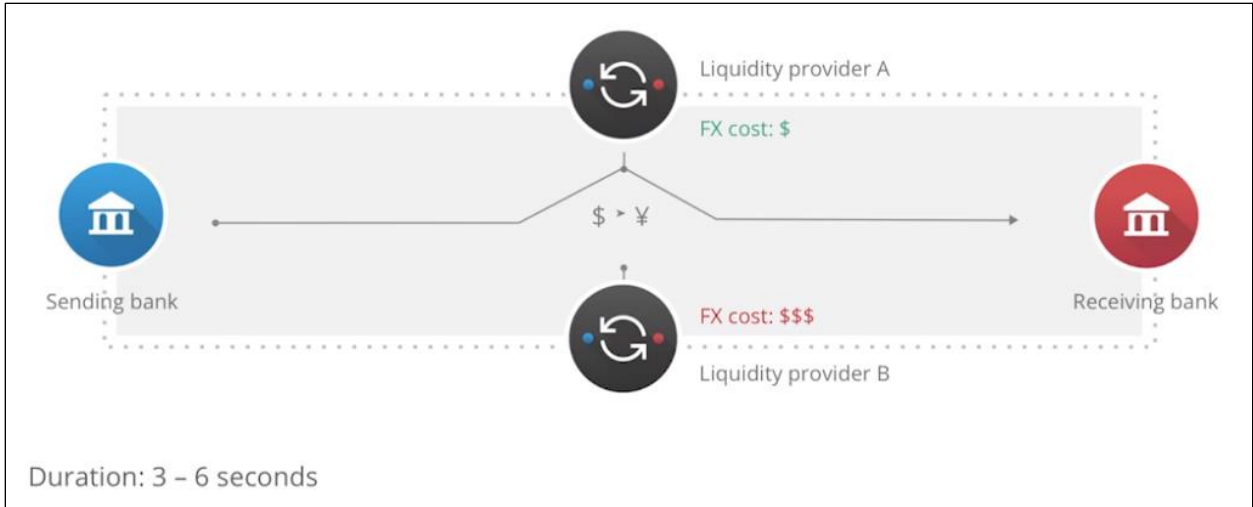 Liquidity provider A
FX cost: $
$ ➤ ¥
Sending bank
Receiving bank
FX cost: $$$
Liquidity provider B
Duration: 3 – 6 seconds